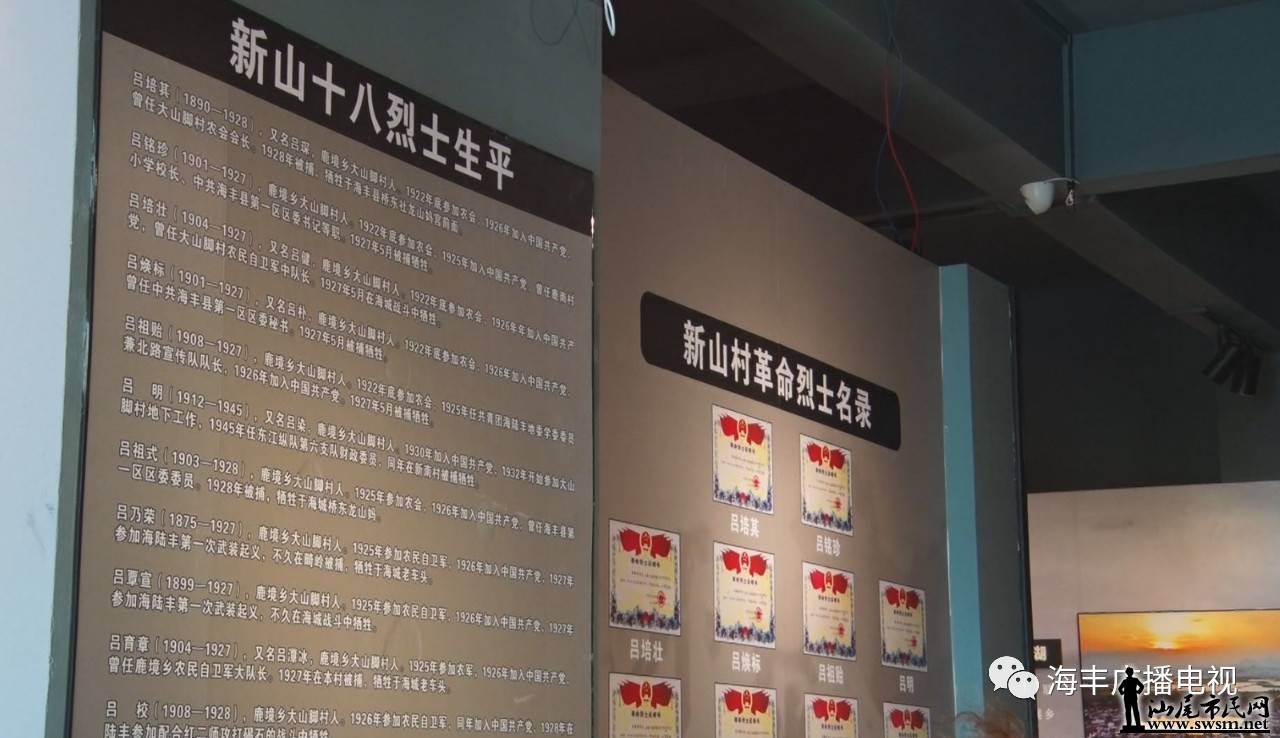 新山十八烈士生平
吕培其（1890—1928），又名吕琛，鹿境乡大山脚村人。1922年底参加农会，1926年加入中国共产党，
曾任大山脚村农会会长。1928年被捕，牺牲于海丰县桥东社龙山妈宫前面。
吕铭珍（1901—1927），鹿境乡大山脚村人。1922年底参加农会，1925年加入中国共产党，曾任鹿南村
小学校长、中共海丰县第一区区委书记等职。1927年5月被捕牺牲。
吕培壮（1904—1927），又名吕健，鹿境乡大山脚村人。1922年底参加农会，1926年年加入中国共产
党，曾任大山脚村农民自卫军中队长。1927年5月在海城战斗中牺牲。
吕焕标（1901—1927），又名吕朴，鹿境乡大山脚村人。1922年底参加农会，1926年加入中国共产党，
曾任中共海丰县第一区区委秘书。1927年5月被捕牺牲。
吕祖贻（1908—1927），鹿境乡大山脚村人。1922年底参加农会，1925年任共青团海陆丰地委学委委员
兼北路宣传队队长，1926年加入中国共产党。1927年5月被捕牺牲。
吕　明（1912—1945），又名吕染，鹿境乡大山脚村人。1930年加入中国共产党，1932年开始参加大山
脚村地下工作，1945年任东江纵队第六支队财政委员，同年在新南村被捕牺牲。
吕祖式（1903—1928），鹿境乡大山脚村人。1925年参加农会，1926年加入中国共产党，曾任海丰县第
一区区委委员。1928年被捕，牺牲于海城桥东龙山妈。
吕乃荣（1875—1927），鹿境乡大山脚村人。1925年参加农民自卫军，1926年加入中国共产党，1927年
参加海陆丰第一次武装起义，不久在畸岭被捕，牺牲于海城老车头。
吕覃宣（1899—1927），鹿境乡大山脚村人。1925年参加农民自卫军，1926年加入中国共产党，1927年
参加海陆丰第一次武装起义，不久在海城战斗中牺牲。
吕育章（1904—1927），又名吕潭冰，鹿境乡大山脚村人。1925年参加农军，1926年加入中国共产党，
曾任鹿境乡农民自卫军大队长。1927年在本村被捕，牺牲于海城老车头。
吕　校（1908—1928），鹿境乡大山脚村人。1926年参加农民自卫军，同年加入中国共产党，1928年在
陆丰参加配合红二师攻打碣石的战斗中牺牲。
新山村革命烈士名录
吕培其
吕铭珍
吕培壮
吕焕标
吕祖贻
吕明
海丰广播电视
汕尾市民网
www.swsm.net